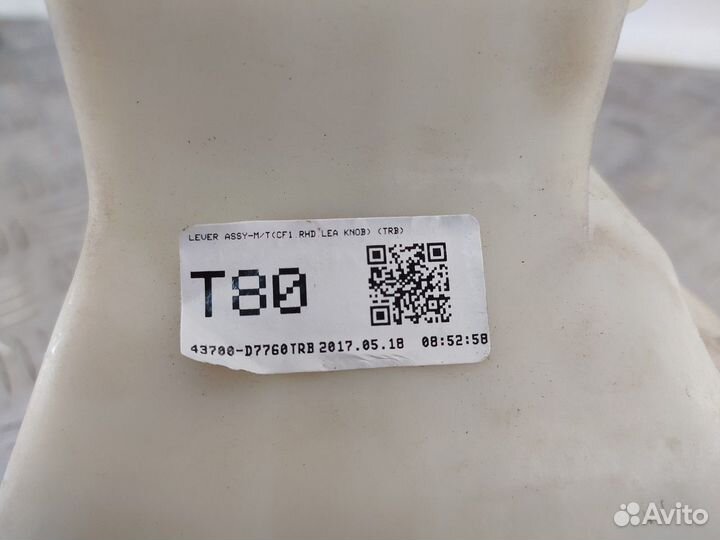 LEVER ASSY-M/T(CF1 RHD LEA KNOB) (TRB)
T80
43700-D7760TRB 2017.05.18 08:52:58
Avito